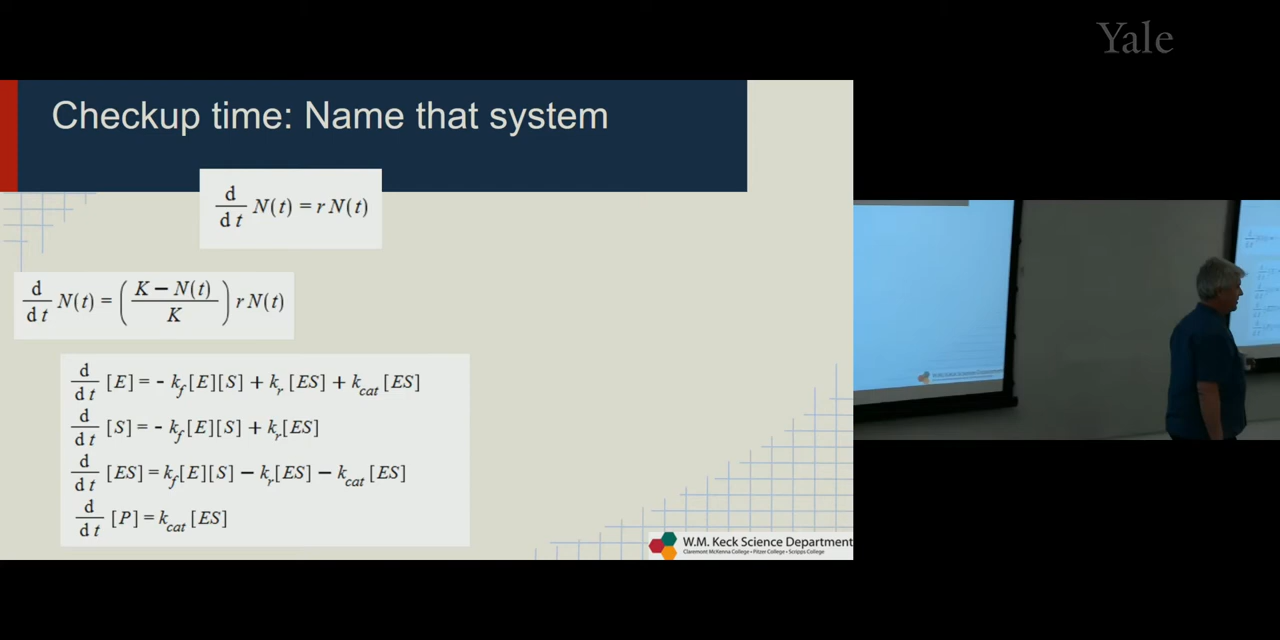 Yale
Checkup time: Name that system
d/dt N(t) = r N(t)
d/dt N(t) = (K − N(t)/K) r N(t)
d/dt [E] = - k_f[E][S] + k_r[ES] + k_cat[ES]
d/dt [S] = - k_f[E][S] + k_r[ES]
d/dt [ES] = k_f[E][S] − k_r[ES] − k_cat[ES]
d/dt [P] = k_cat[ES]
W.M. Keck Science Department
Claremont McKenna College • Pitzer College • Scripps College